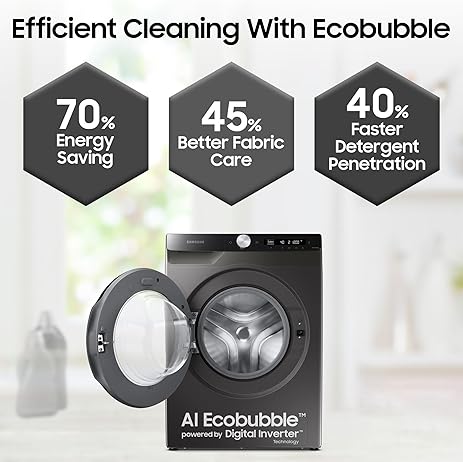 Efficient Cleaning With Ecobubble
70%
Energy
Saving
45%
Better Fabric
Care
40%
Faster
Detergent
Penetration
SAMSUNG
AI Ecobubble™
powered by Digital Inverter™
Technology